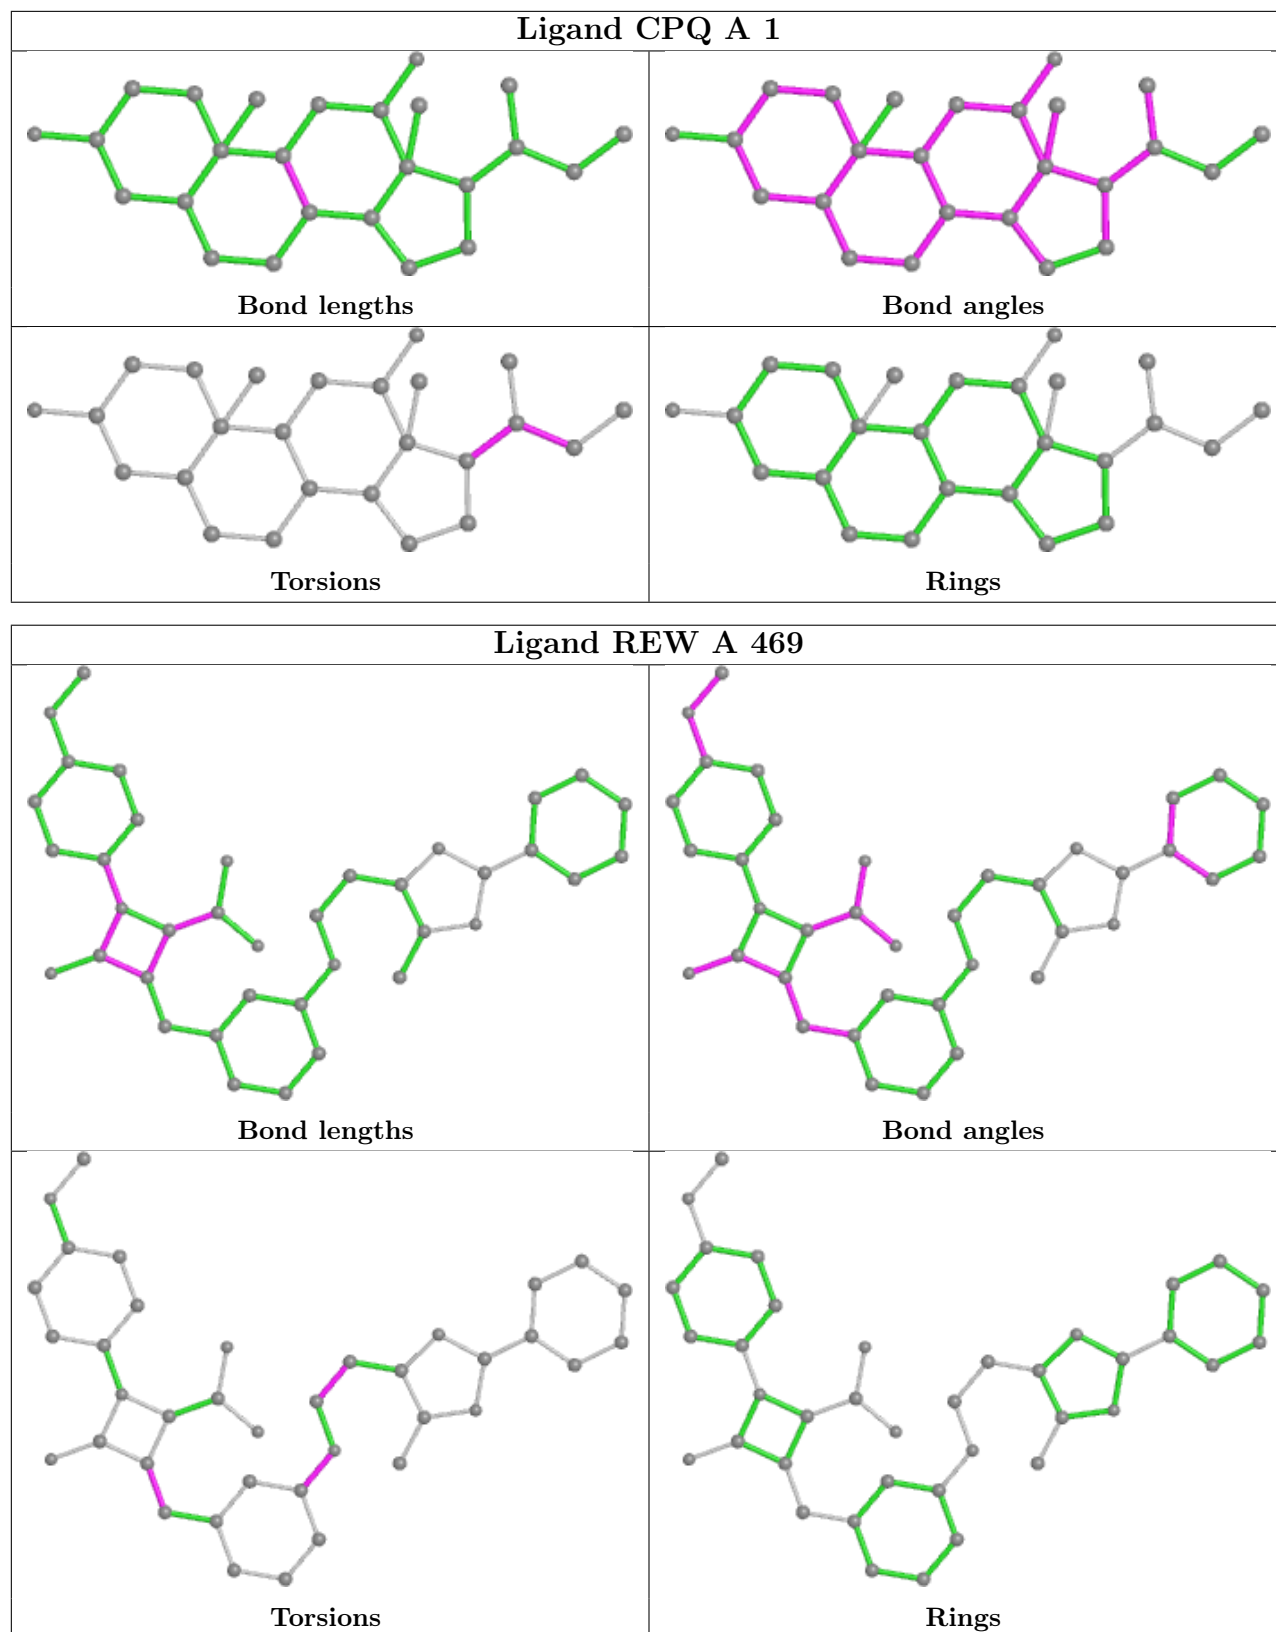 Ligand CPQ A 1
Bond lengths
Bond angles
Torsions
Rings
Ligand REW A 469
Bond lengths
Bond angles
Torsions
Rings